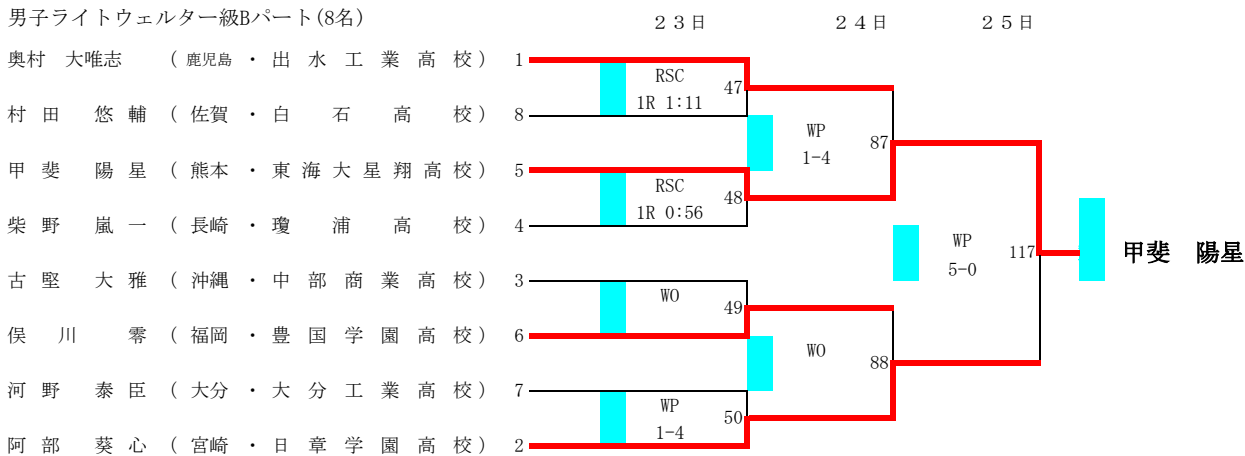 男子ライトウェルター級Bパート(8名)
23日 24日 25日
奥村 大唯志 (鹿児島・出水工業高校) 1
RSC
1R 1:11
47
村田 悠輔 (佐賀・白石高校) 8
WP
1-4
87
甲斐 陽星 (熊本・東海大星翔高校) 5
RSC
1R 0:56
48
柴野 嵐一 (長崎・瓊浦高校) 4
WP
5-0
117
甲斐 陽星
古堅 大雅 (沖縄・中部商業高校) 3
WO
49
俣川 零 (福岡・豊国学園高校) 6
WO
88
河野 泰臣 (大分・大分工業高校) 7
WP
1-4
50
阿部 葵心 (宮崎・日章学園高校) 2